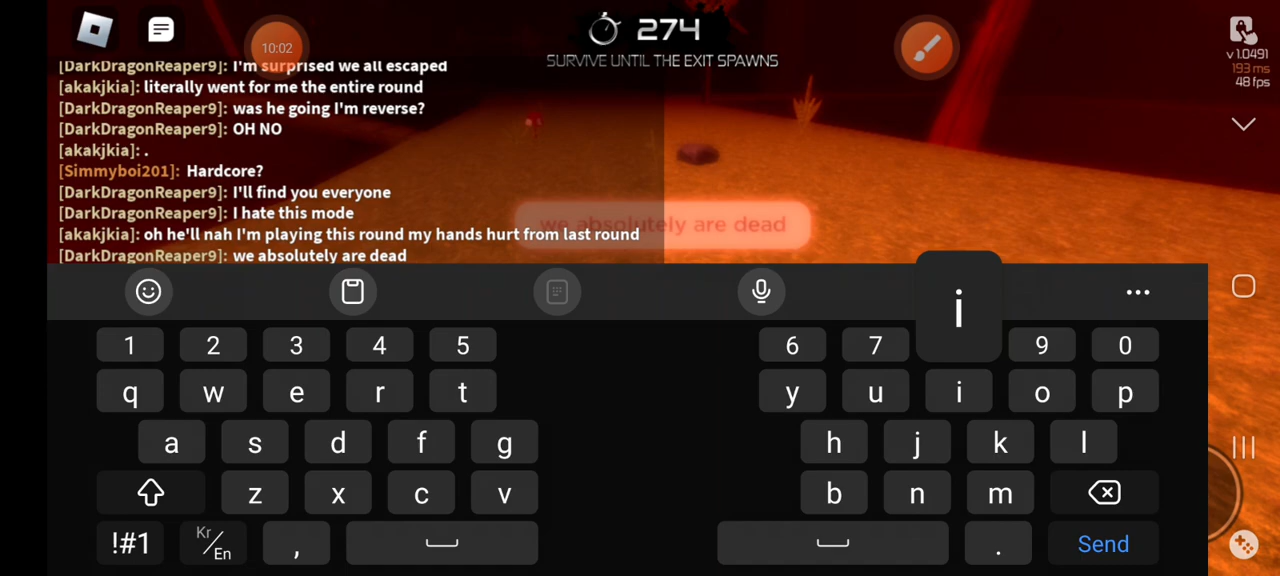 10:02
274
SURVIVE UNTIL THE EXIT SPAWNS
v 1.0491
193 ms
48 fps
[DarkDragonReaper9]: I'm surprised we all escaped
[akakjkia]: literally went for me the entire round
[DarkDragonReaper9]: was he going I'm reverse?
[DarkDragonReaper9]: OH NO
[akakjkia]: .
[Simmyboi201]: Hardcore?
[DarkDragonReaper9]: I'll find you everyone
[DarkDragonReaper9]: I hate this mode
[akakjkia]: oh he'll nah I'm playing this round my hands hurt from last round
[DarkDragonReaper9]: we absolutely are dead
we absolutely are dead
i
1 2 3 4 5 6 7 9 0
q w e r t y u i o p
a s d f g h j k l
z x c v b n m
!#1 Kr/En , . Send